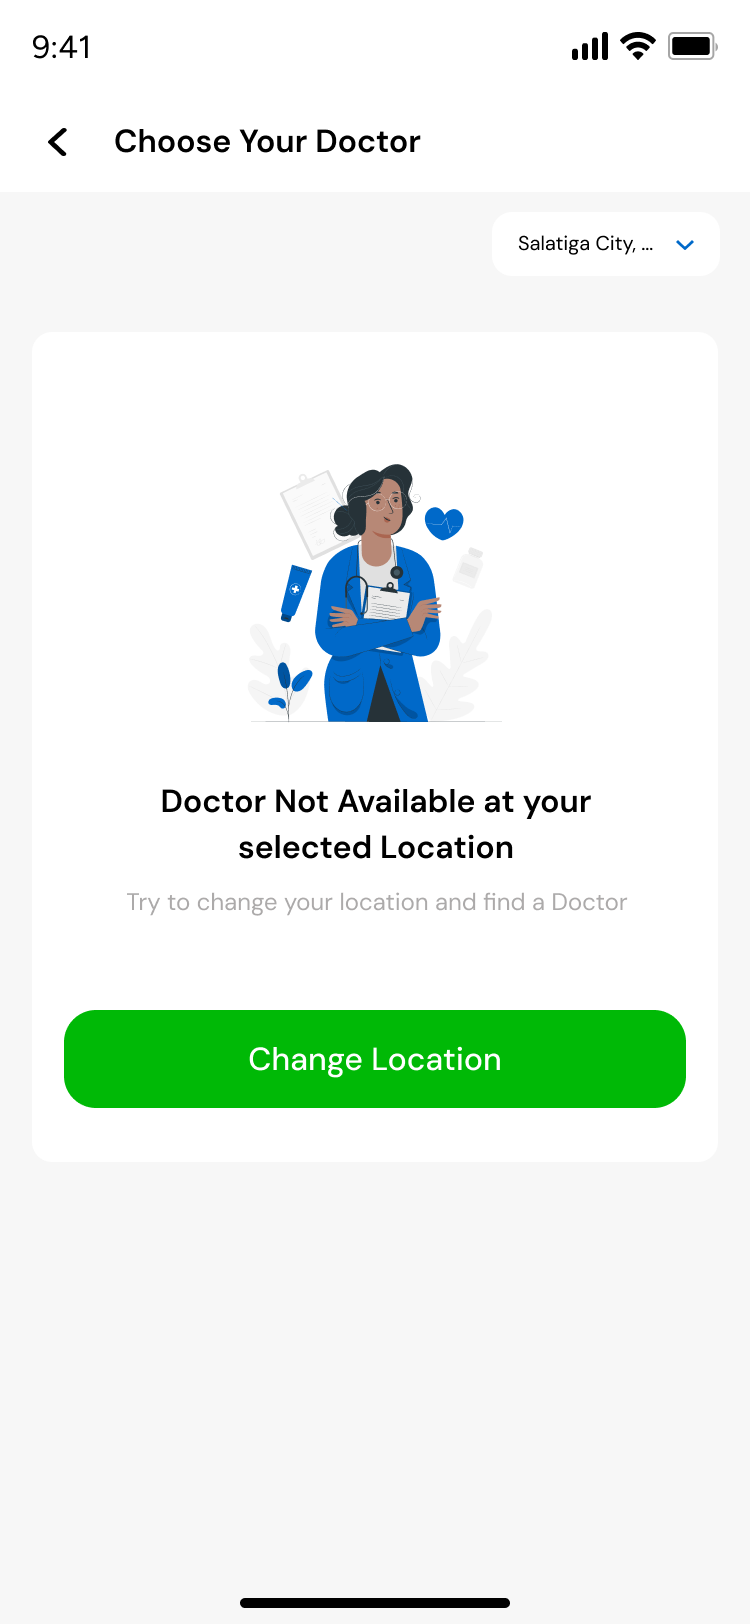 9:41
Choose Your Doctor
Salatiga City, ...
Doctor Not Available at your
selected Location
Try to change your location and find a Doctor
Change Location